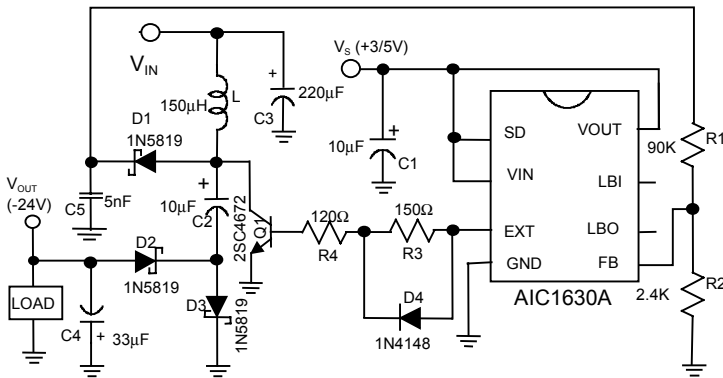 V_IN
V_S (+3/5V)
150μH
L
220μF
C3
D1
1N5819
10μF
C1
SD
VIN
EXT
GND
VOUT
LBI
LBO
FB
AIC1630A
90K
R1
V_OUT
(-24V)
C5
5nF
10μF
C2
2SC4672
Q1
120Ω
R4
150Ω
R3
D2
1N5819
D3
1N5819
D4
1N4148
2.4K
R2
LOAD
C4
+
33μF
+
+
+